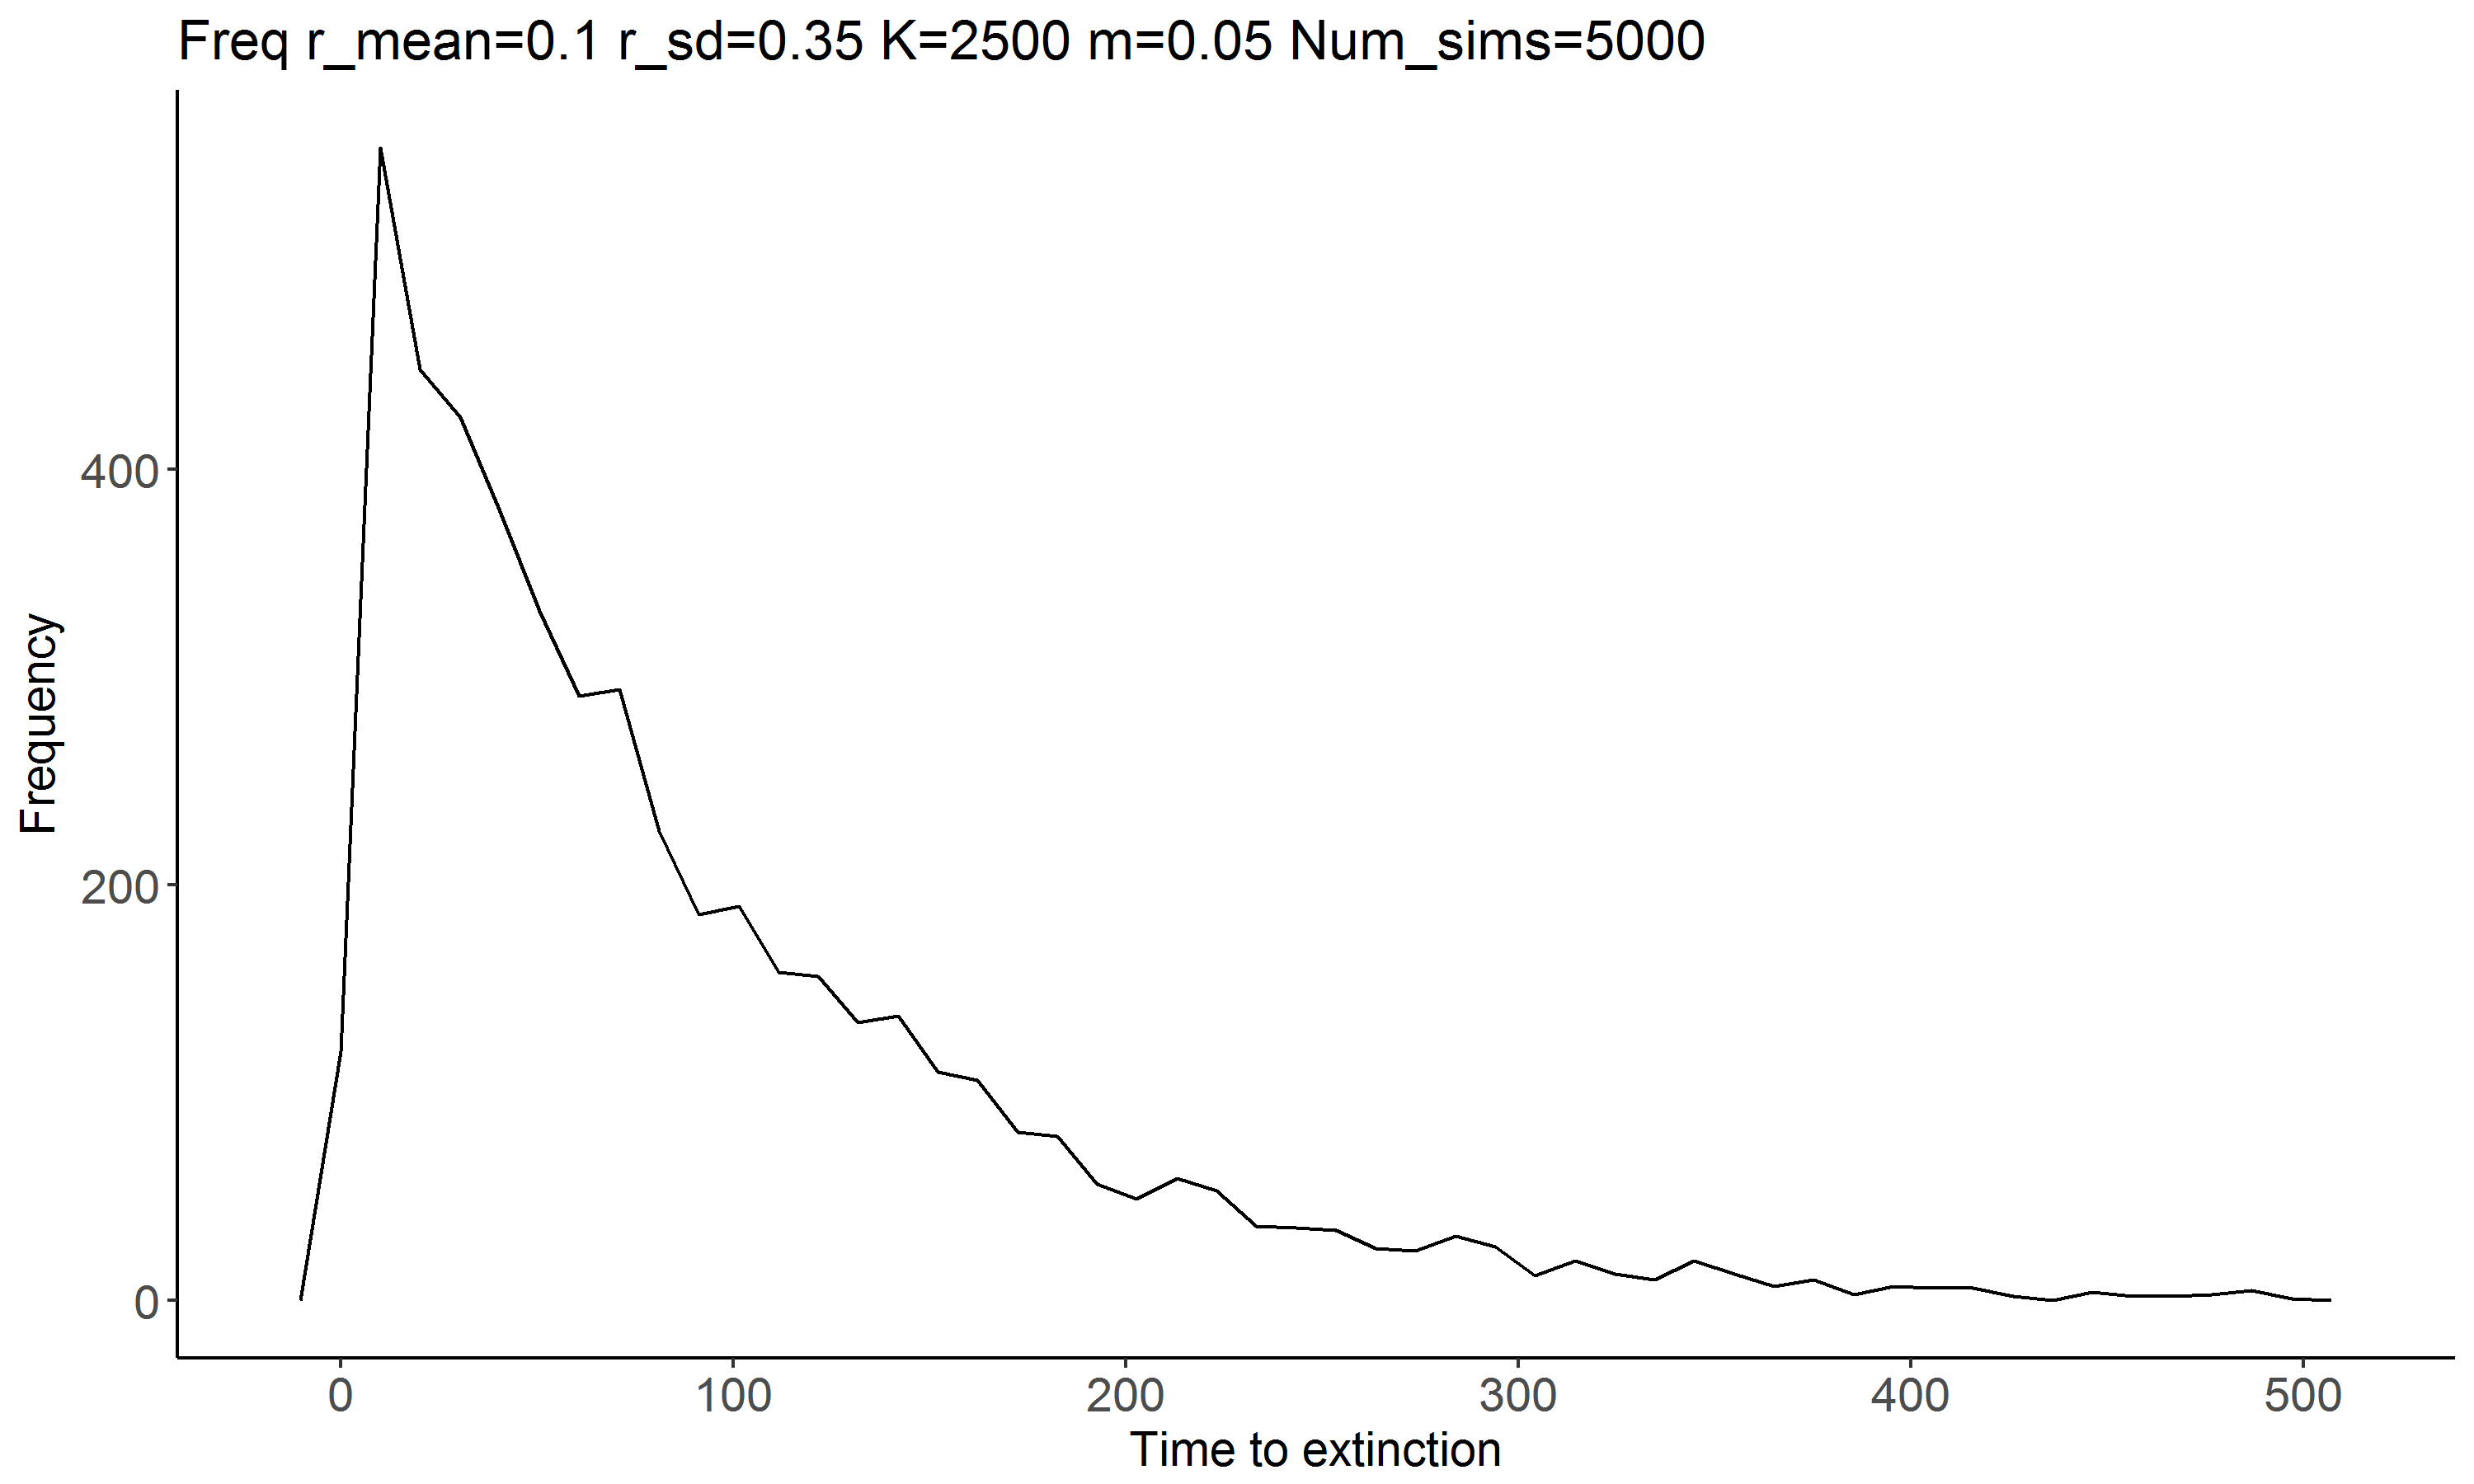 Freq r_mean=0.1 r_sd=0.35 K=2500 m=0.05 Num_sims=5000
Frequency
400
200
0
0 100 200 300 400 500
Time to extinction